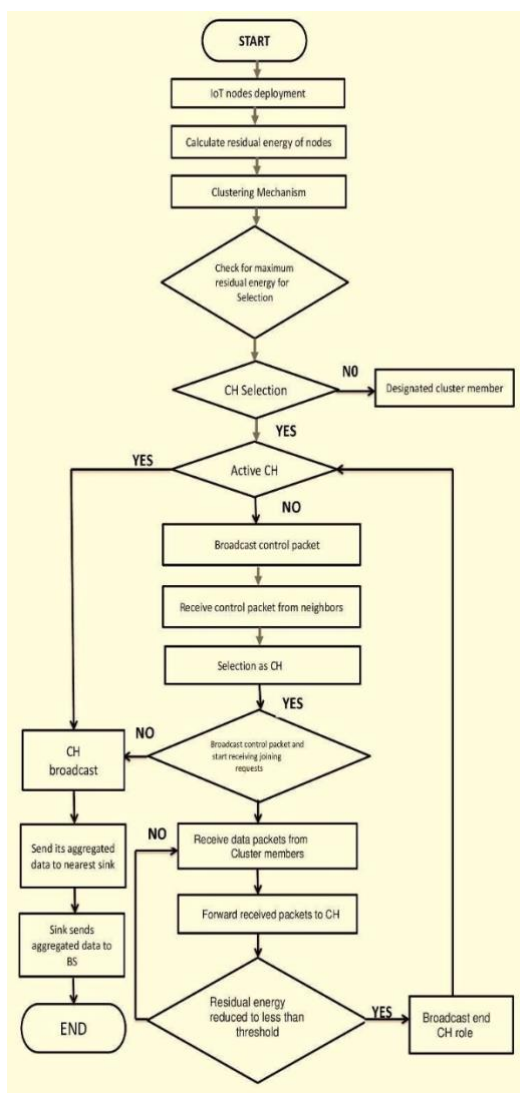 START
IoT nodes deployment
Calculate residual energy of nodes
Clustering Mechanism
Check for maximum
residual energy for
Selection
CH Selection
N0
Designated cluster member
YES
YES
Active CH
NO
Broadcast control packet
Receive control packet from neighbors
Selection as CH
YES
NO
Broadcast control packet and
start receiving joining
requests
CH
broadcast
NO
Receive data packets from
Cluster members
Send its aggregated
data to nearest sink
Forward received packets to CH
Sink sends
aggregated data to
BS
Residual energy
reduced to less than
threshold
YES
Broadcast end
CH role
END